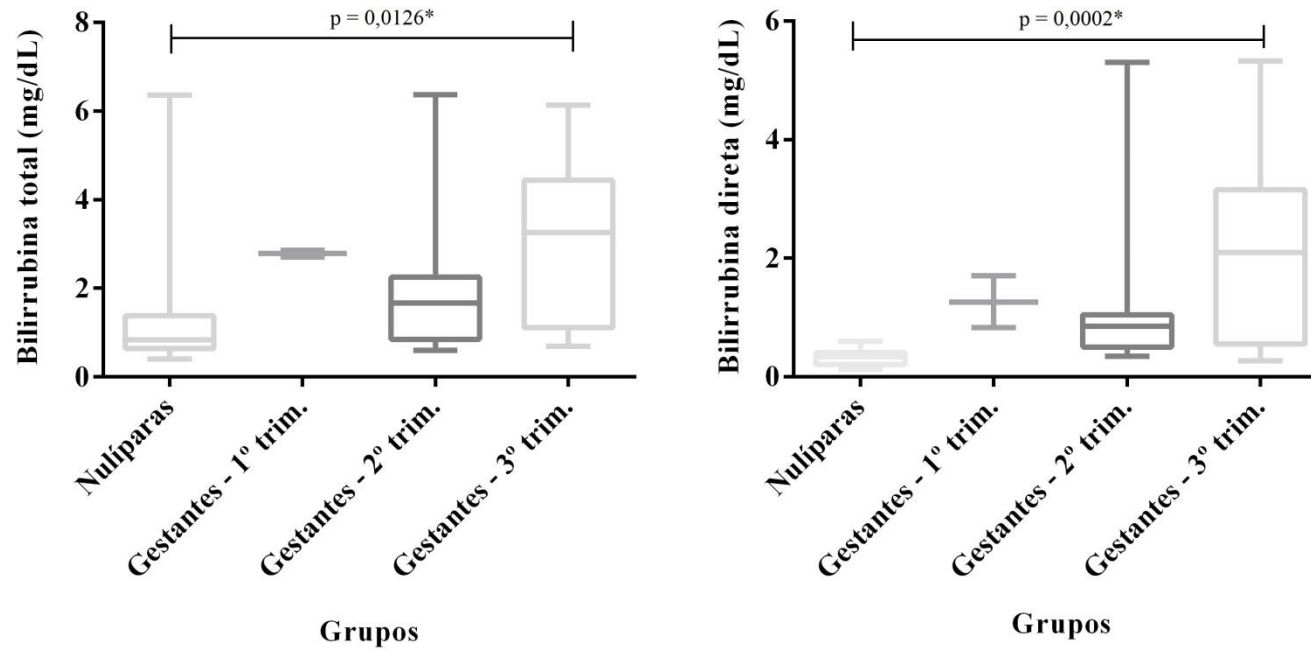 p = 0,0126*
Bilirrubina total (mg/dL)
8
6
4
2
0
Nulíparas
Gestantes - 1º trim.
Gestantes - 2º trim.
Gestantes - 3º trim.
Grupos
p = 0,0002*
Bilirrubina direta (mg/dL)
6
4
2
0
Nulíparas
Gestantes - 1º trim.
Gestantes - 2º trim.
Gestantes - 3º trim.
Grupos